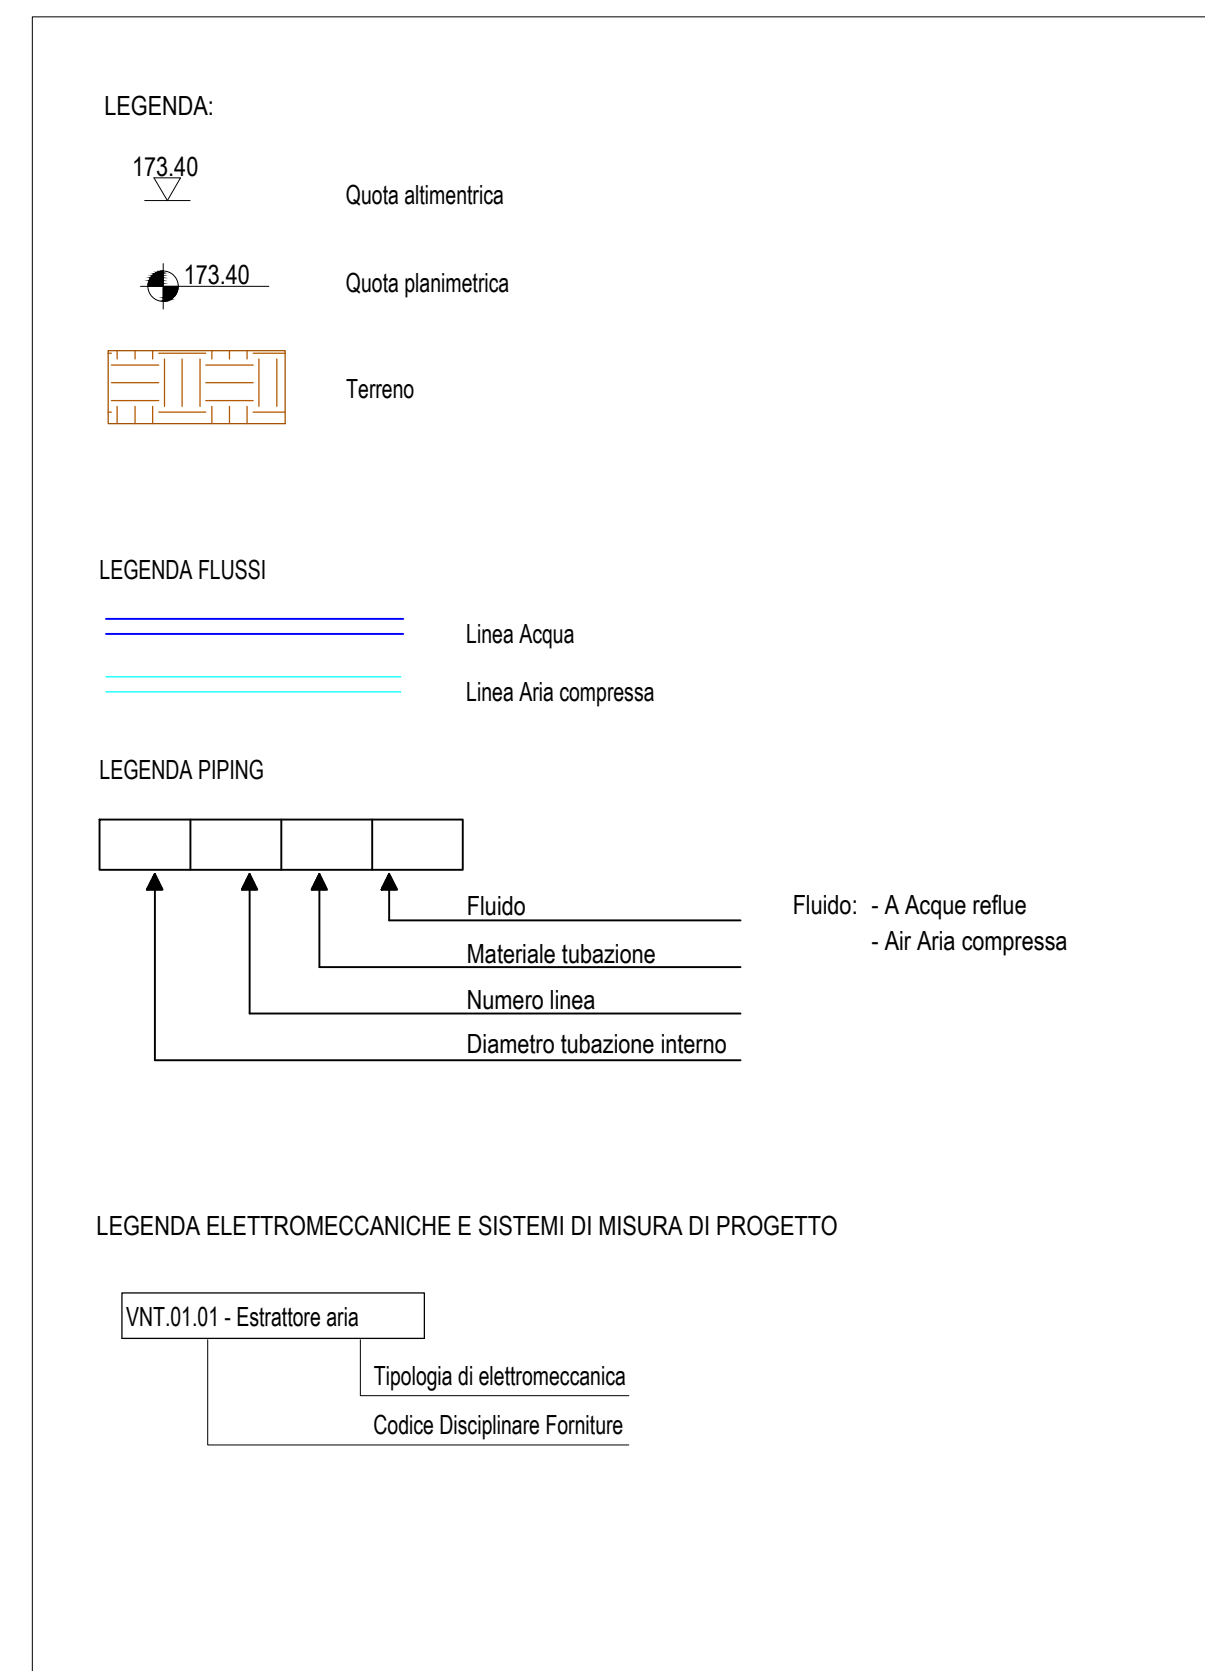 LEGENDA:
173.40
Quota altimentrica
173.40
Quota planimetrica
Terreno
LEGENDA FLUSSI
Linea Acqua
Linea Aria compressa
LEGENDA PIPING
Fluido
Materiale tubazione
Numero linea
Diametro tubazione interno
Fluido: - A Acque reflue
- Air Aria compressa
LEGENDA ELETTROMECCANICHE E SISTEMI DI MISURA DI PROGETTO
VNT.01.01 - Estrattore aria
Tipologia di elettromeccanica
Codice Disciplinare Forniture